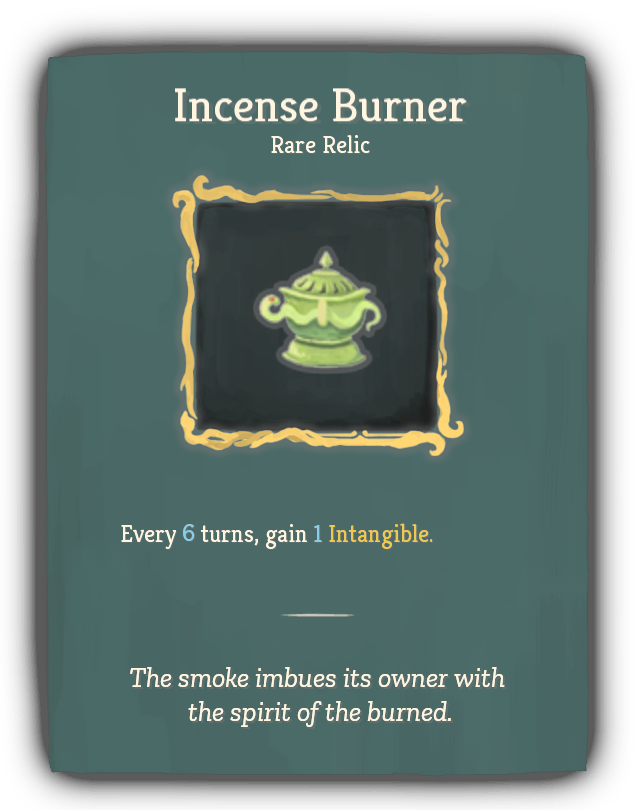 Incense Burner
Rare Relic
Every 6 turns, gain 1 Intangible.
The smoke imbues its owner with
the spirit of the burned.